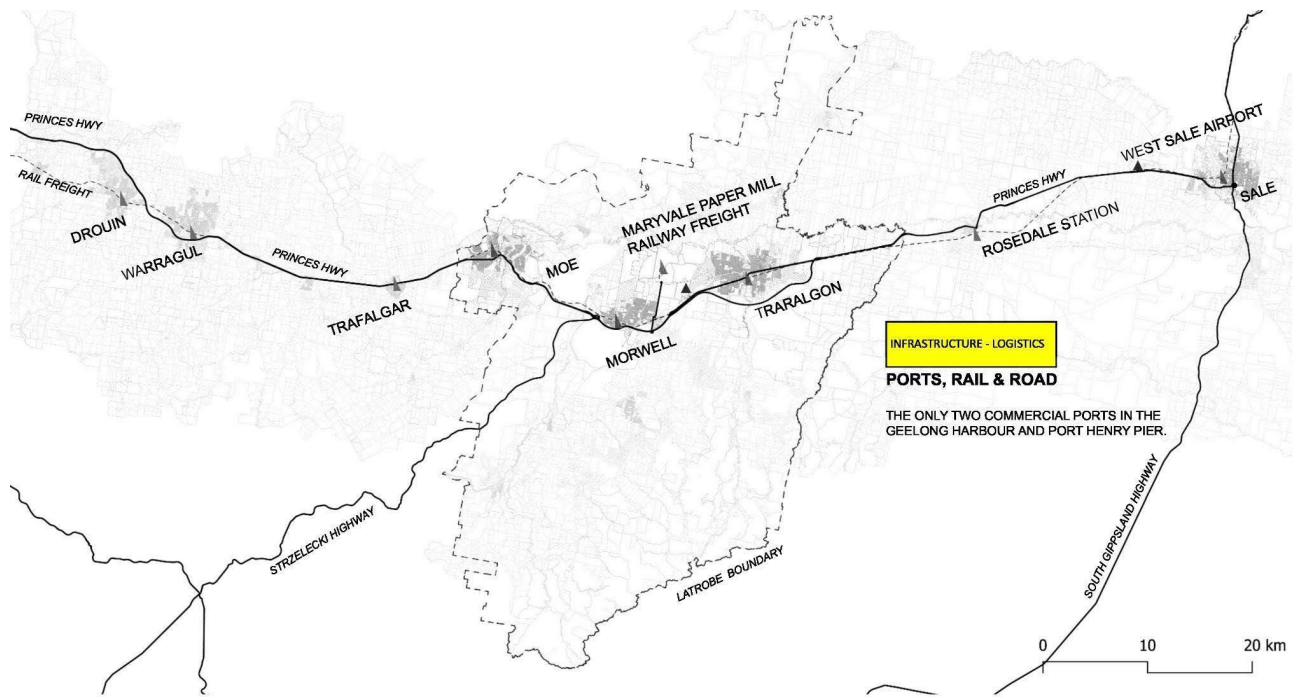 PRINCES HWY
RAIL FREIGHT
DROUIN
WARRAGUL
PRINCES HWY
TRAFALGAR
MOE
MARYVALE PAPER MILL
RAILWAY FREIGHT
MORWELL
TRARALGON
PRINCES HWY
WEST SALE AIRPORT
SALE
ROSEDALE STATION
INFRASTRUCTURE - LOGISTICS
PORTS, RAIL & ROAD
THE ONLY TWO COMMERCIAL PORTS IN THE
GEELONG HARBOUR AND PORT HENRY PIER.
STRZELECKI HIGHWAY
LATROBE BOUNDARY
SOUTH GIPPSLAND HIGHWAY
0 10 20 km